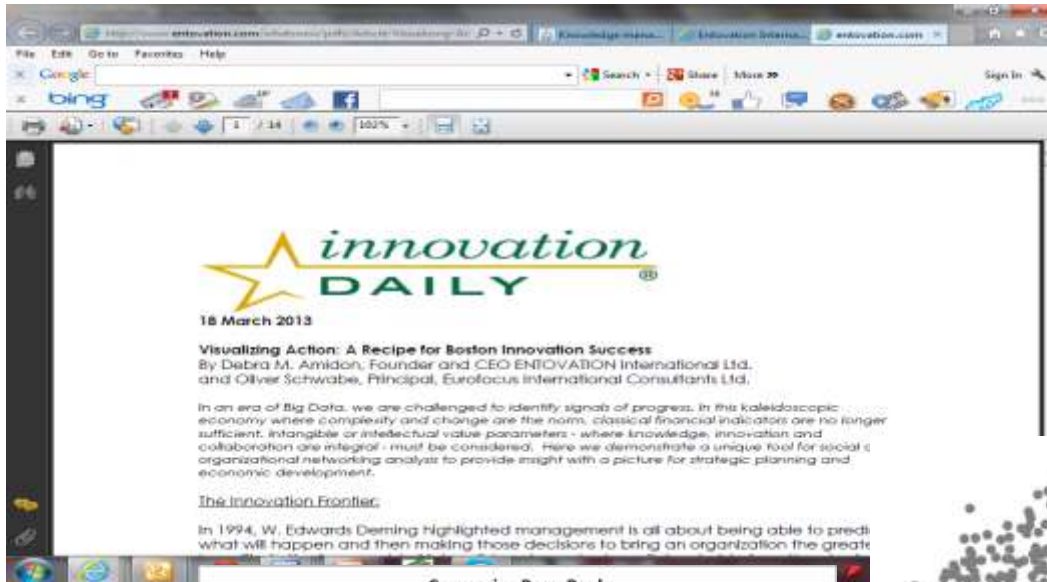 entovation.com
entovation.com
File Edit Go to Favorites Help
Google Search Share More >> Sign In
bing
1 / 14 102%
innovation
DAILY ®
18 March 2013
Visualizing Action: A Recipe for Boston Innovation Success
By Debra M. Amidon, Founder and CEO ENTOVATION International Ltd.
and Oliver Schwabe, Principal, Eurofocus International Consultants Ltd.
In an era of Big Data, we are challenged to identify signals of progress. In this kaleidoscopic
economy where complexity and change are the norm, classical financial indicators are no longer
sufficient. Intangible or intellectual value parameters - where knowledge, innovation and
collaboration are integral - must be considered. Here we demonstrate a unique tool for social
organizational networking analysis to provide insight with a picture for strategic planning and
economic development.
The Innovation Frontier:
In 1994, W. Edwards Deming highlighted management is all about being able to predi
what will happen and then making those decisions to bring an organization the greate